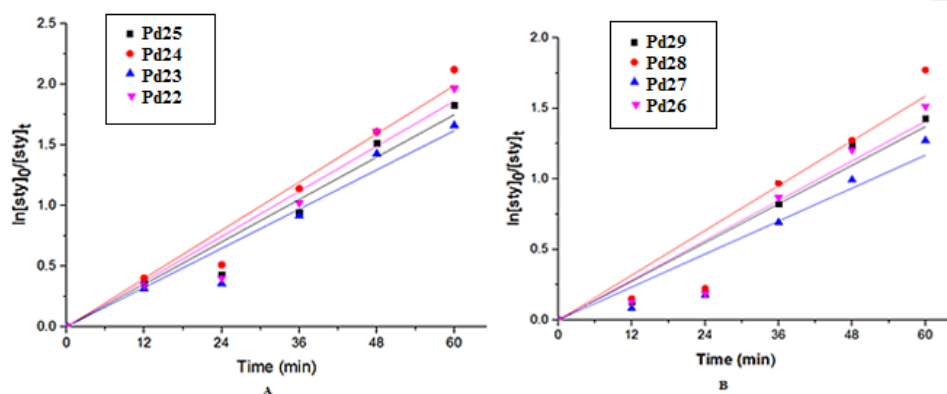 2.5
2.0
1.5
1.0
0.5
0.0
ln[sty]0/[sty]t
Pd25
Pd24
Pd23
Pd22
0 12 24 36 48 60
Time (min)
A
2.0
1.5
1.0
0.5
0.0
ln[sty]0/[sty]t
Pd29
Pd28
Pd27
Pd26
0 12 24 36 48 60
Time (min)
B